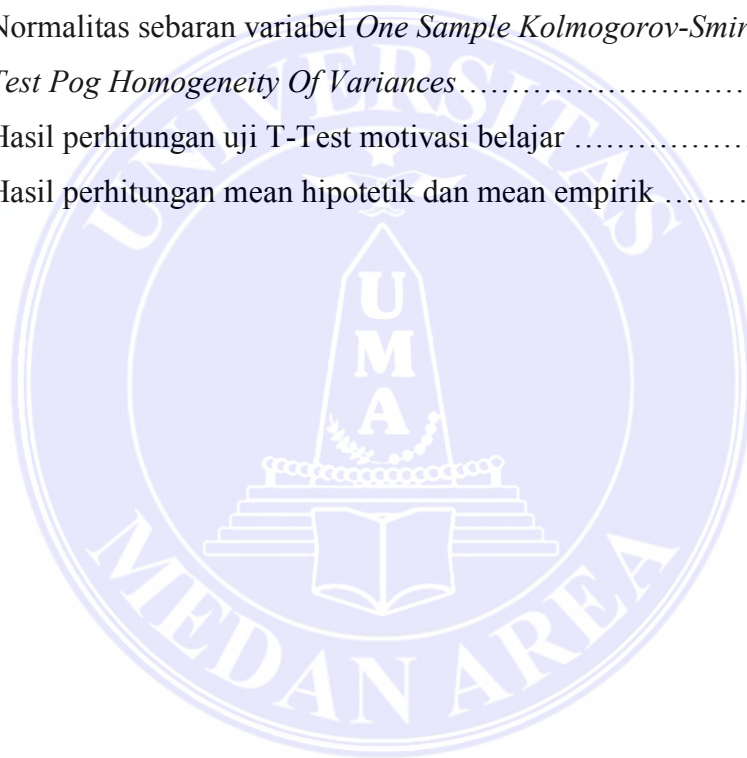 Normalitas sebaran variabel One Sample Kolmogorov-Smir
Test Pog Homogeneity Of Variances……………………
Hasil perhitungan uji T-Test motivasi belajar ……………
Hasil perhitungan mean hipotetik dan mean empirik ……
UNIVERSITAS
U
M
A
MEDAN AREA